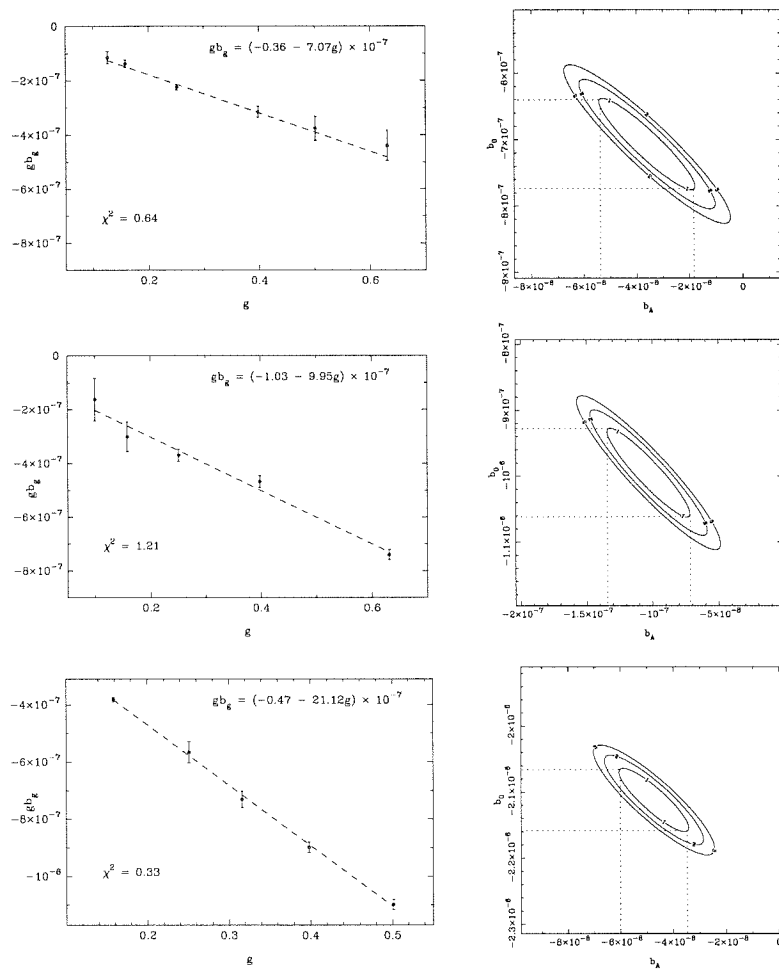 0
−2×10⁻⁷
−4×10⁻⁷
−6×10⁻⁷
−8×10⁻⁷
gb_g
gb_g = (−0.36 − 7.07g) × 10⁻⁷
χ² = 0.64
0.2 0.4 0.6
g
−6×10⁻⁷
−7×10⁻⁷
−8×10⁻⁷
−9×10⁻⁷
b_0
−8×10⁻⁸ −6×10⁻⁸ −4×10⁻⁸ −2×10⁻⁸ 0
b_A
0
−2×10⁻⁷
−4×10⁻⁷
−6×10⁻⁷
−8×10⁻⁷
gb_g
gb_g = (−1.03 − 9.95g) × 10⁻⁷
χ² = 1.21
0.2 0.4 0.6
g
−8×10⁻⁷
−9×10⁻⁷
−10⁻⁶
−1.1×10⁻⁶
b_0
−2×10⁻⁷ −1.5×10⁻⁷ −10⁻⁷ −5×10⁻⁸
b_A
−4×10⁻⁷
−6×10⁻⁷
−8×10⁻⁷
−10⁻⁶
gb_g
gb_g = (−0.47 − 21.12g) × 10⁻⁷
χ² = 0.33
0.2 0.3 0.4 0.5
g
−2×10⁻⁶
−2.1×10⁻⁶
−2.2×10⁻⁶
−2.3×10⁻⁶
b_0
−8×10⁻⁸ −6×10⁻⁸ −4×10⁻⁸ −2×10⁻⁸ 0
b_A